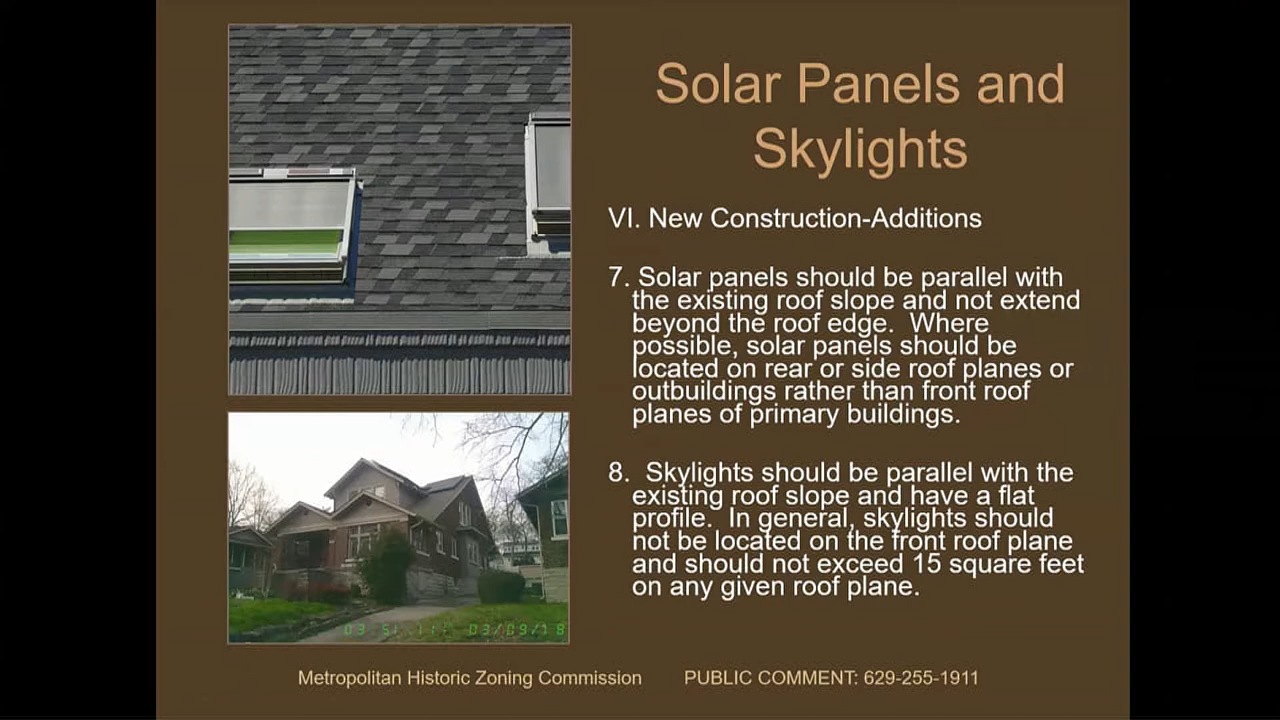 Solar Panels and
Skylights
VI. New Construction-Additions
7. Solar panels should be parallel with
the existing roof slope and not extend
beyond the roof edge. Where
possible, solar panels should be
located on rear or side roof planes or
outbuildings rather than front roof
planes of primary buildings.
8. Skylights should be parallel with the
existing roof slope and have a flat
profile. In general, skylights should
not be located on the front roof plane
and should not exceed 15 square feet
on any given roof plane.
03/09/18
Metropolitan Historic Zoning Commission PUBLIC COMMENT: 629-255-1911